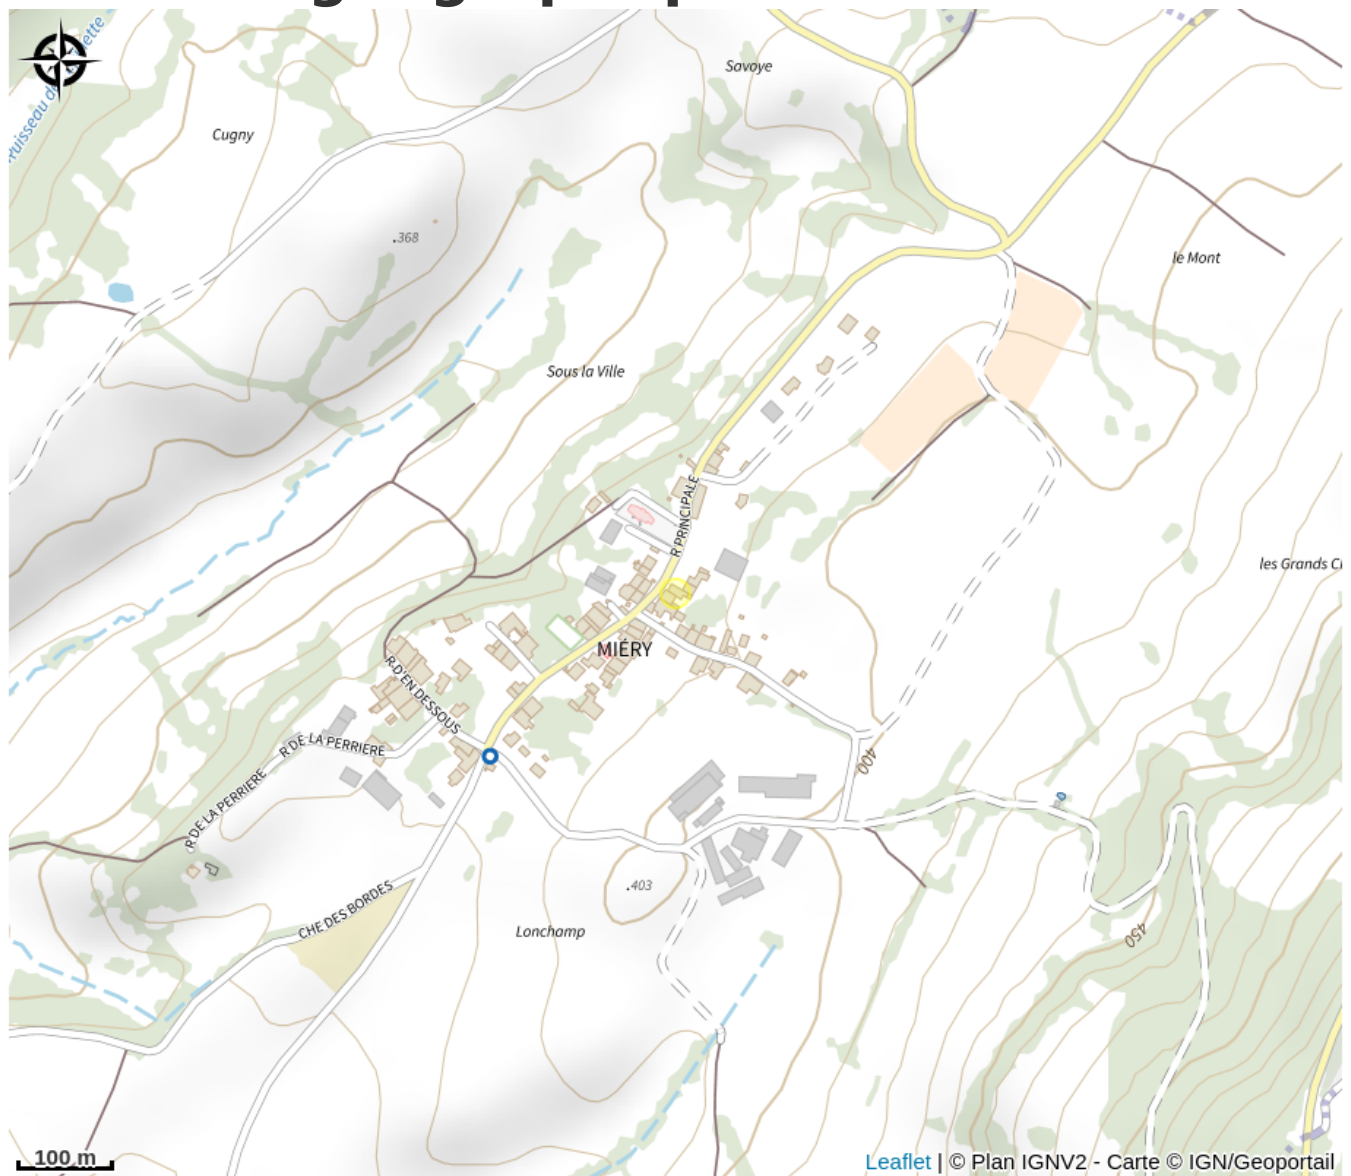 Savoye
Cugny
.368
le Mont
Sous la Ville
R PRINCIPALE
les Grands C
MIÉRY
R D'EN DESSOUS
R DE LA PERRIERE
R DE LA PERRIERE
400
.403
CHE DES BORDES
Lonchamp
450
100 m
Leaflet | © Plan IGNV2 - Carte © IGN/Geoportail